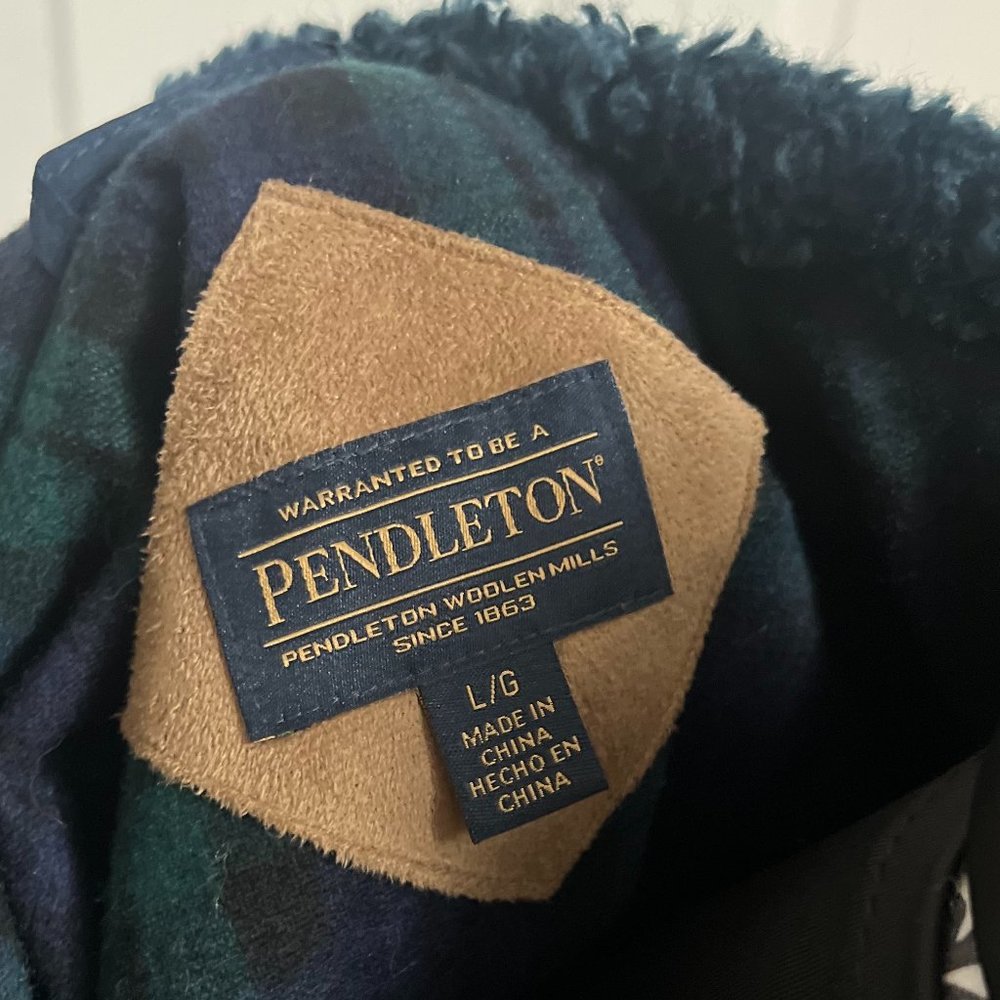 WARRANTED TO BE A
PENDLETON®
PENDLETON WOOLEN MILLS
SINCE 1863
L/G
MADE IN
CHINA
HECHO EN
CHINA